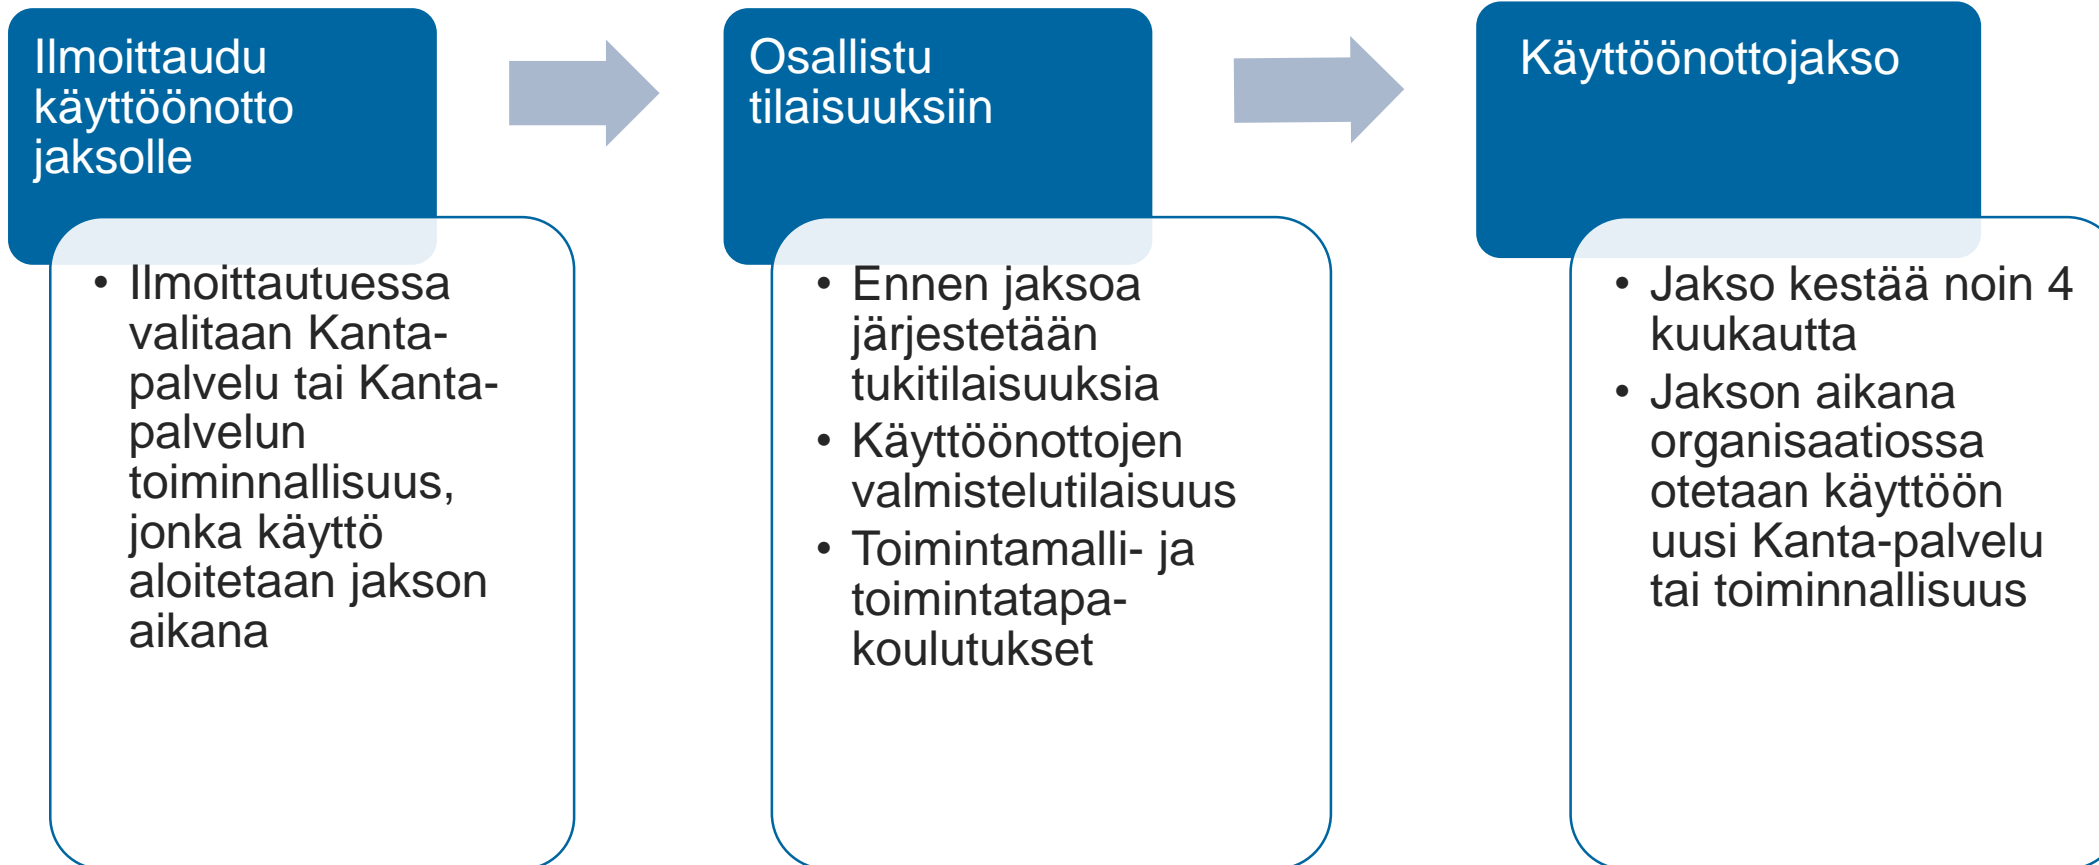 Ilmoittaudu
käyttöönotto
jaksolle
• Ilmoittautuessa
valitaan Kanta-
palvelu tai Kanta-
palvelun
toiminnallisuus,
jonka käyttö
aloitetaan jakson
aikana
Osallistu
tilaisuuksiin
• Ennen jaksoa
järjestetään
tukitilaisuuksia
• Käyttöönottojen
valmistelutilaisuus
• Toimintamalli- ja
toimintatapa-
koulutukset
Käyttöönottojakso
• Jakso kestää noin 4
kuukautta
• Jakson aikana
organisaatiossa
otetaan käyttöön
uusi Kanta-palvelu
tai toiminnallisuus